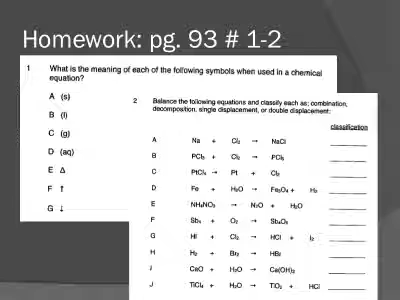 Homework: pg. 93 # 1-2
1 What is the meaning of each of the following symbols when used in a chemical
equation?
A (s)
B (l)
C (g)
D (aq)
E Δ
F ↑
G ↓
2 Balance the following equations and classify each as; combination,
decomposition, single displacement, or double displacement:
classification
A Na + Cl₂ → NaCl
B PCl₃ + Cl₂ → PCl₅
C PtCl₄ → Pt + Cl₂
D Fe + H₂O → Fe₃O₄ + H₂
E NH₄NO₃ → N₂O + H₂O
F Sb₄ + O₂ → Sb₄O₆
G HI + Cl₂ → HCl + I₂
H H₂ + Br₂ → HBr
I CaO + H₂O → Ca(OH)₂
J TiCl₄ + H₂O → TiO₂ + HCl